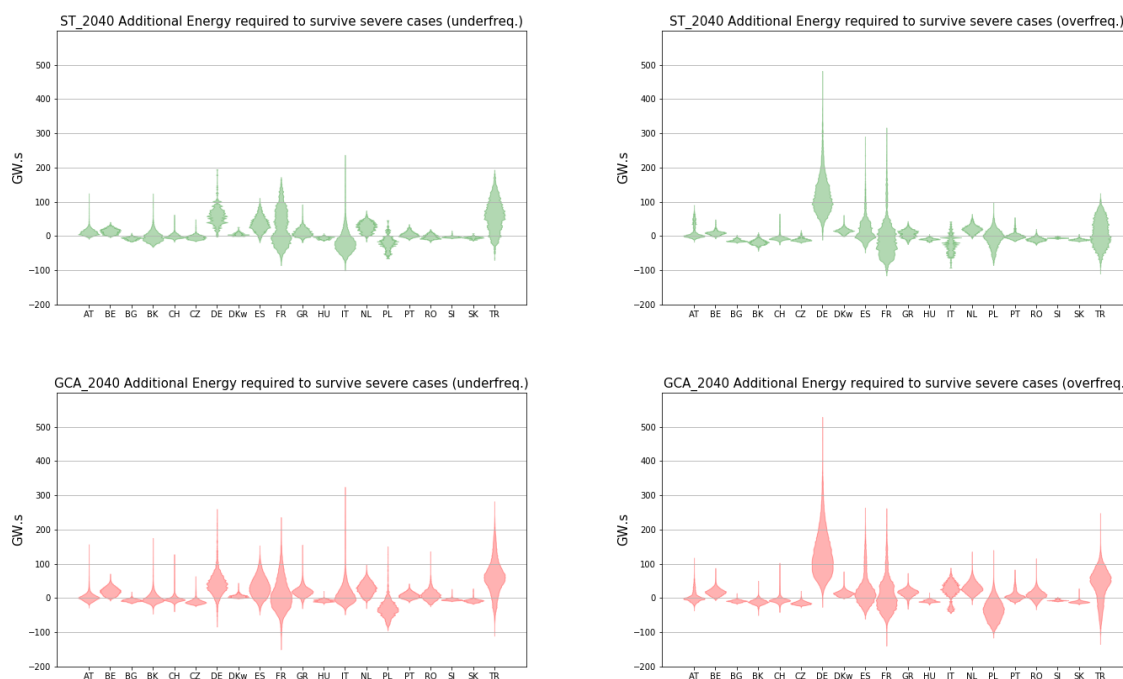 ST_2040 Additional Energy required to survive severe cases (underfreq.)
GW.s
500
400
300
200
100
0
−100
−200
AT BE BG BK CH CZ DE DKw ES FR GR HU IT NL PL PT RO SI SK TR
ST_2040 Additional Energy required to survive severe cases (overfreq.)
GW.s
500
400
300
200
100
0
−100
−200
AT BE BG BK CH CZ DE DKw ES FR GR HU IT NL PL PT RO SI SK TR
GCA_2040 Additional Energy required to survive severe cases (underfreq.)
GW.s
500
400
300
200
100
0
−100
−200
AT BE BG BK CH CZ DE DKw ES FR GR HU IT NL PL PT RO SI SK TR
GCA_2040 Additional Energy required to survive severe cases (overfreq.
GW.s
500
400
300
200
100
0
−100
−200
AT BE BG BK CH CZ DE DKw ES FR GR HU IT NL PL PT RO SI SK TR